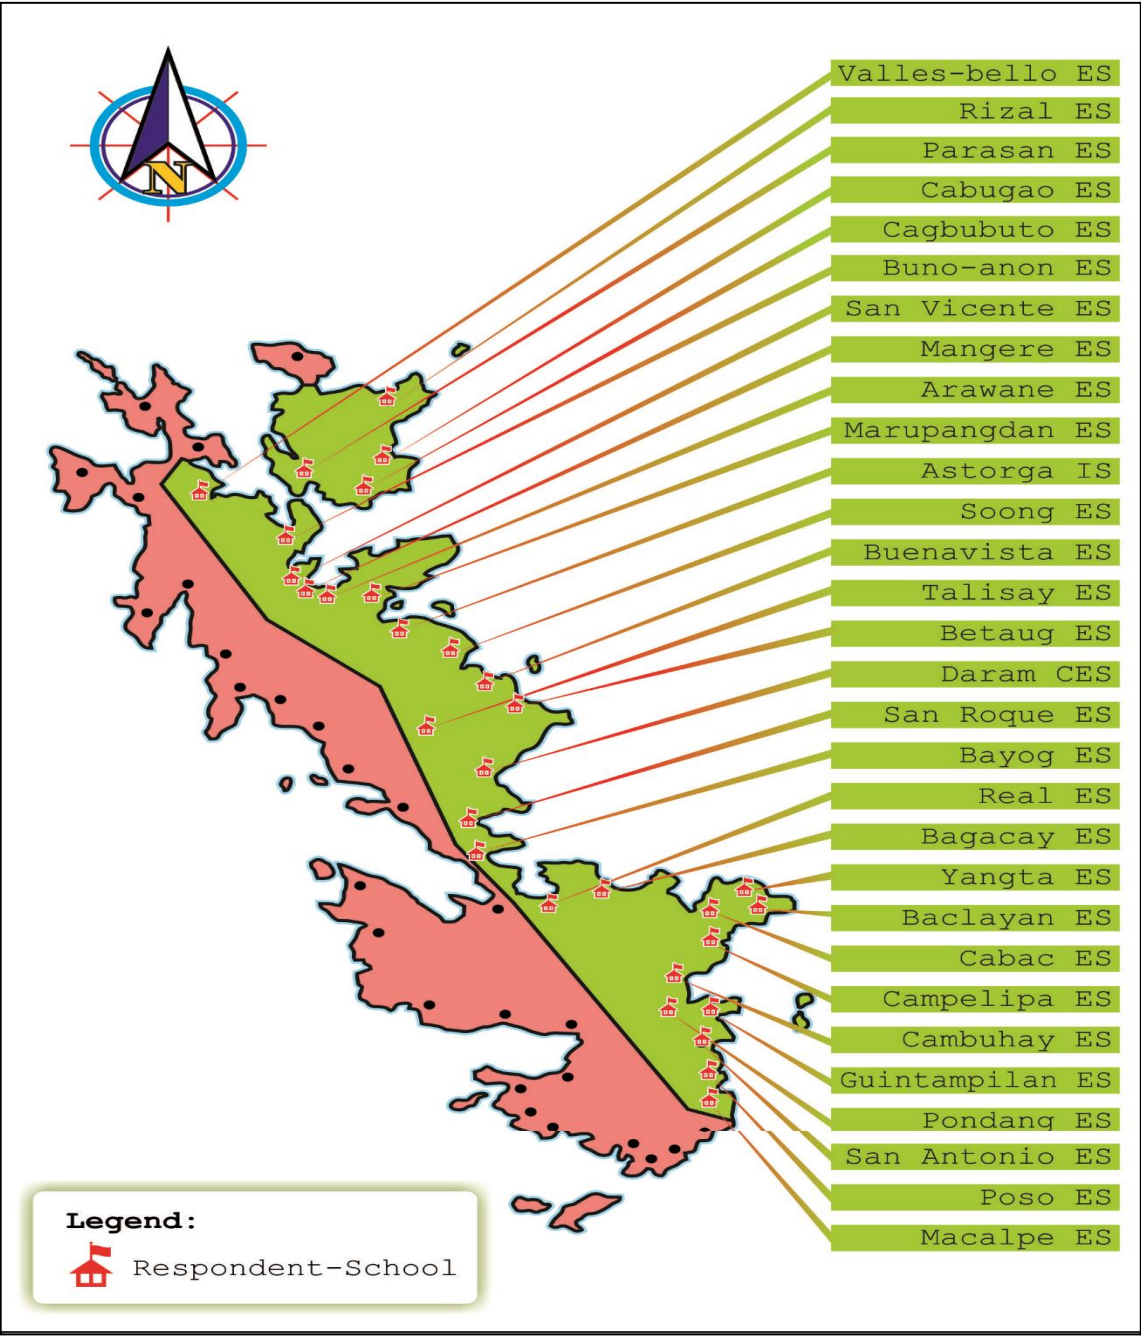 N
Valles-bello ES
Rizal ES
Parasan ES
Cabugao ES
Cagbubuto ES
Buno-anon ES
San Vicente ES
Mangere ES
Arawane ES
Marupangdan ES
Astorga IS
Soong ES
Buenavista ES
Talisay ES
Betaug ES
Daram CES
San Roque ES
Bayog ES
Real ES
Bagacay ES
Yangta ES
Baclayan ES
Cabac ES
Campelipa ES
Cambuhay ES
Guintampilan ES
Pondang ES
San Antonio ES
Poso ES
Macalpe ES
Legend:
Respondent-School